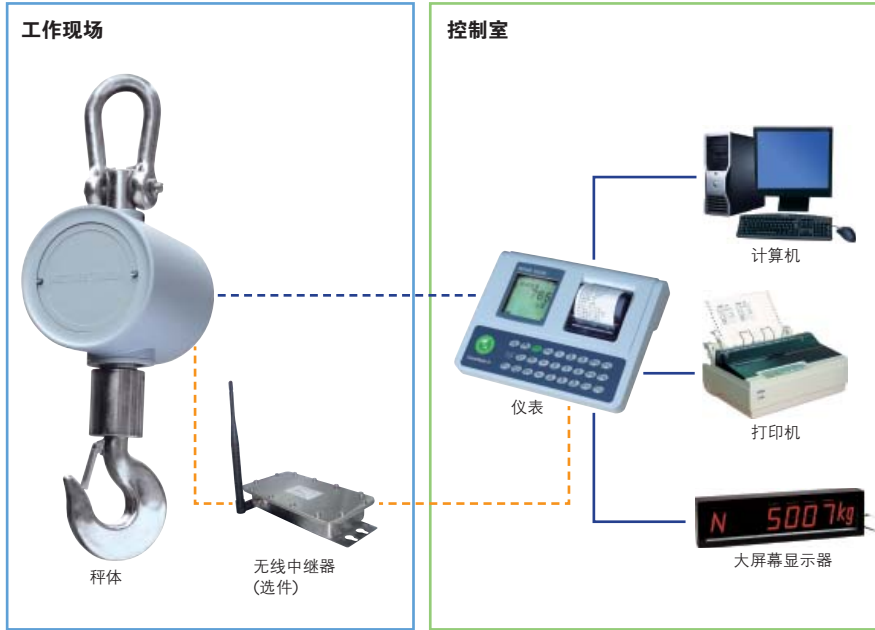 工作现场
控制室
计算机
仪表
打印机
N 5007kg
大屏幕显示器
秤体
无线中继器
(选件)